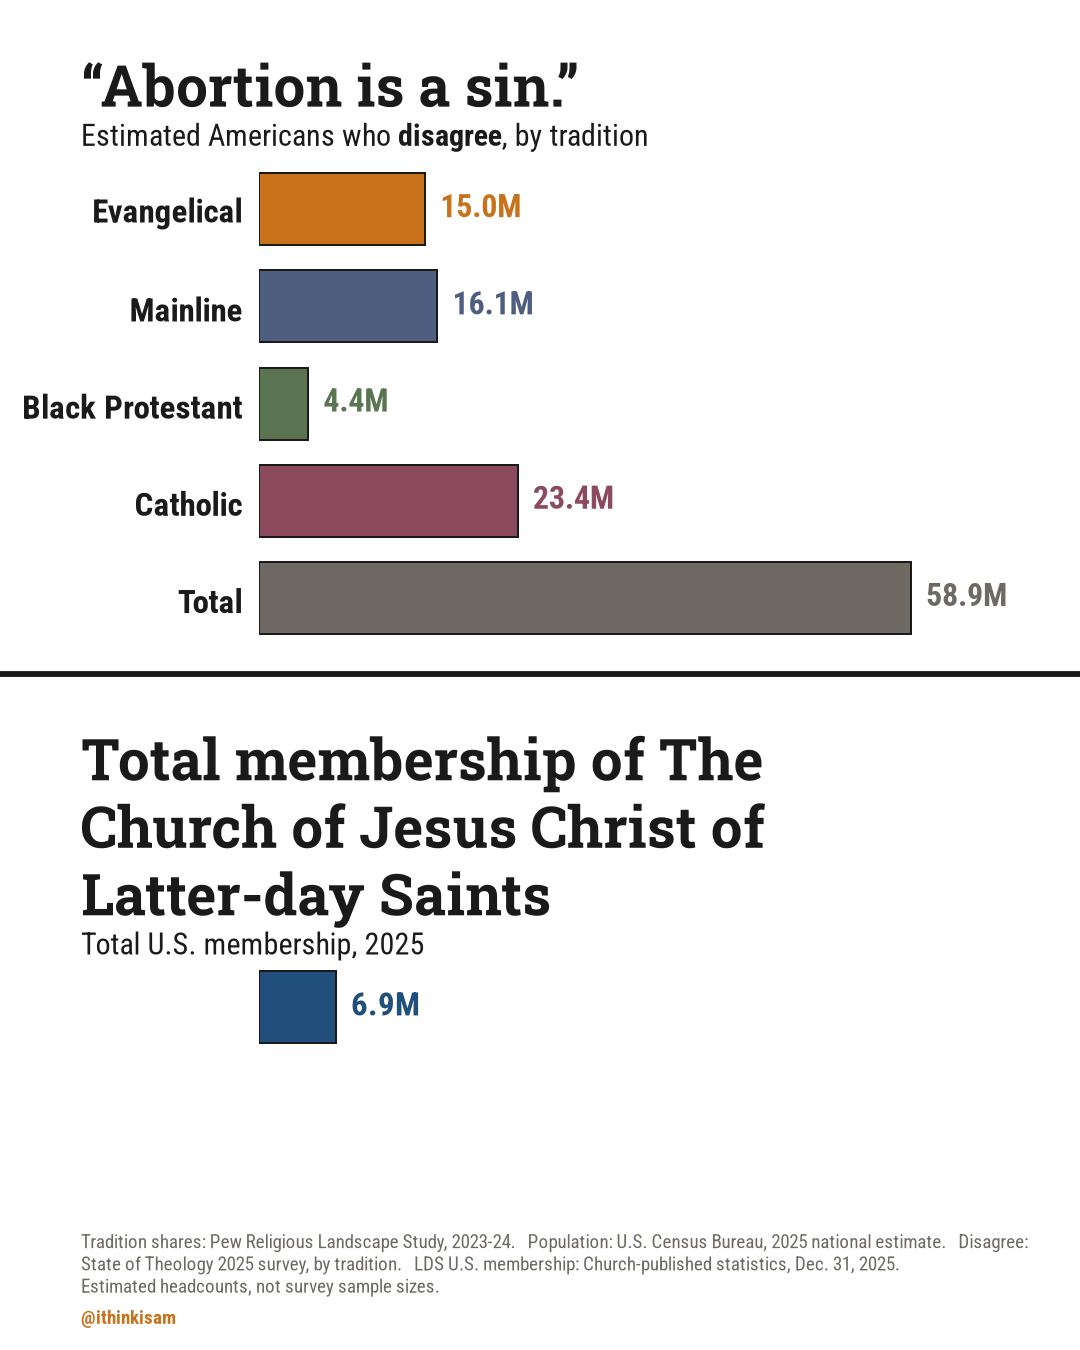 “Abortion is a sin.”
Estimated Americans who disagree, by tradition
Evangelical 15.0M
Mainline 16.1M
Black Protestant 4.4M
Catholic 23.4M
Total 58.9M
Total membership of The
Church of Jesus Christ of
Latter-day Saints
Total U.S. membership, 2025
6.9M
Tradition shares: Pew Religious Landscape Study, 2023-24. Population: U.S. Census Bureau, 2025 national estimate. Disagree:
State of Theology 2025 survey, by tradition. LDS U.S. membership: Church-published statistics, Dec. 31, 2025.
Estimated headcounts, not survey sample sizes.
@ithinkisam